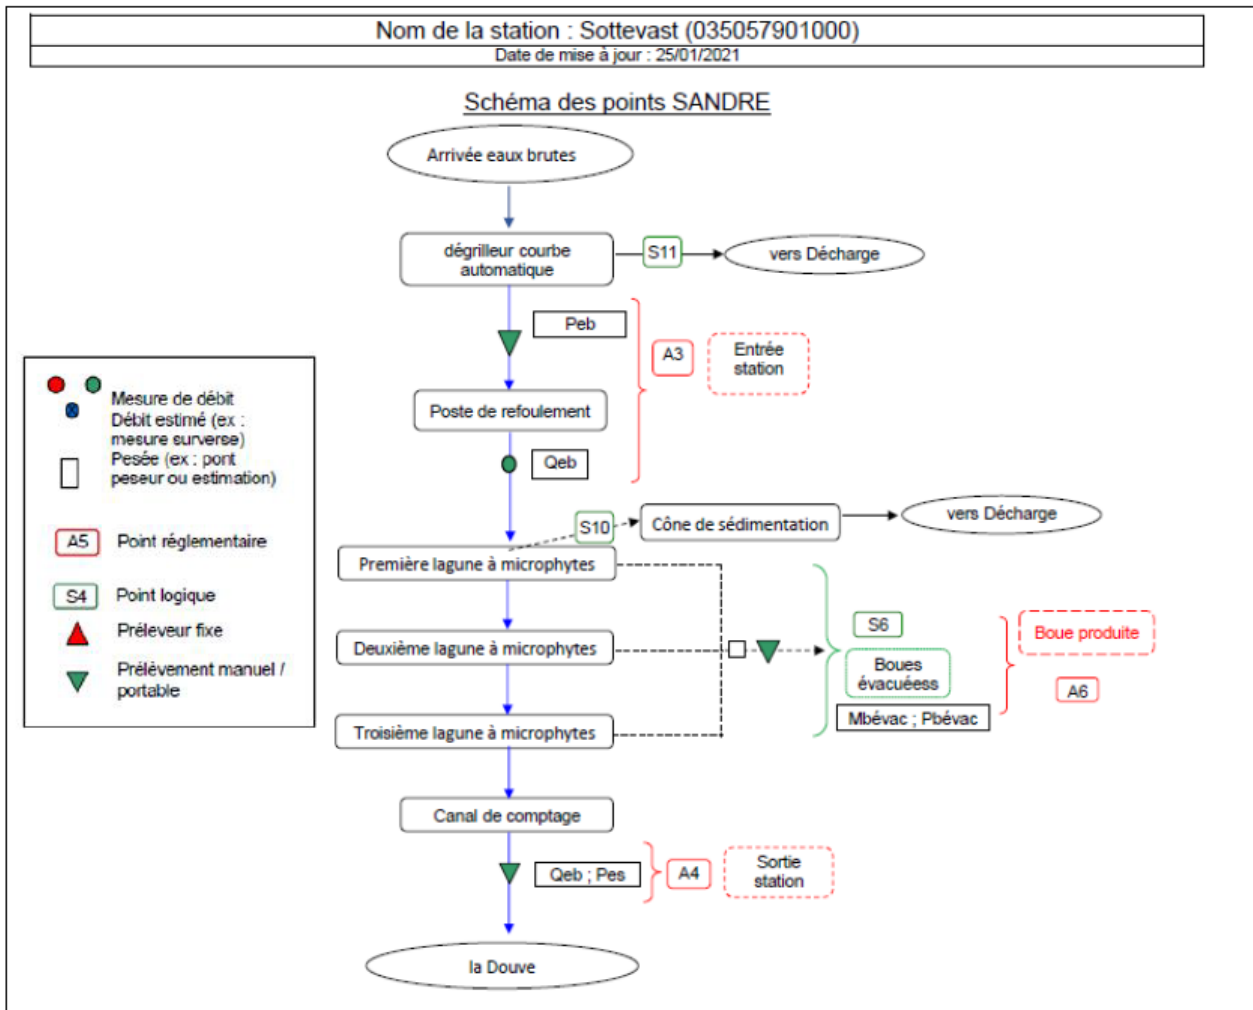 Nom de la station : Sottevast (035057901000)
Date de mise à jour : 25/01/2021
Schéma des points SANDRE
Arrivée eaux brutes
dégrilleur courbe
automatique
S11
vers Décharge
Peb
A3
Entrée
station
Poste de refoulement
Qeb
S10
Cône de sédimentation
vers Décharge
Première lagune à microphytes
Deuxième lagune à microphytes
Troisième lagune à microphytes
S6
Boues
évacuéess
Mbévac ; Pbévac
Boue produite
A6
Canal de comptage
Qeb ; Pes
A4
Sortie
station
la Douve
Mesure de débit
Débit estimé (ex :
mesure surverse)
Pesée (ex : pont
peseur ou estimation)
A5
Point réglementaire
S4
Point logique
Préleveur fixe
Prélèvement manuel /
portable